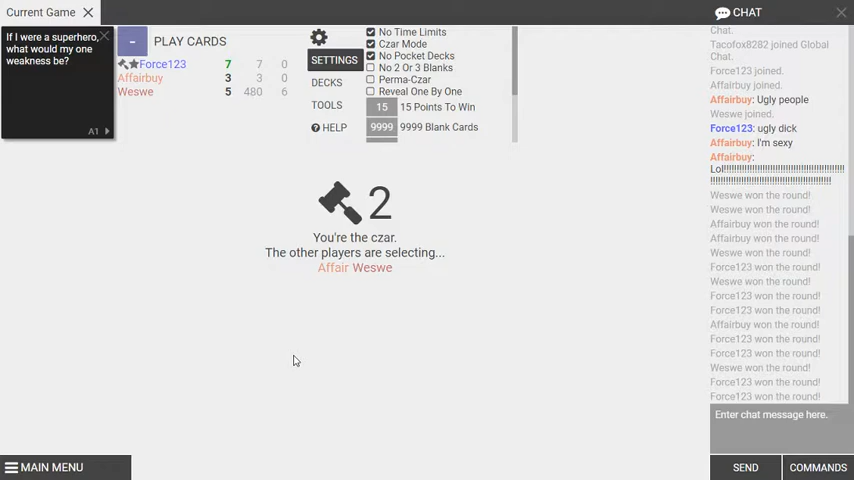 Current Game
If I were a superhero,
what would my one
weakness be?
A1
-
PLAY CARDS
Force123 7 7 0
Affairbuy 3 3 0
Weswe 5 480 6
SETTINGS
DECKS
TOOLS
HELP
No Time Limits
Czar Mode
No Pocket Decks
No 2 Or 3 Blanks
Perma-Czar
Reveal One By One
15 15 Points To Win
9999 9999 Blank Cards
2
You're the czar.
The other players are selecting...
Affair Weswe
MAIN MENU
CHAT
Tacofox8282 joined Global
Chat.
Force123 joined.
Affairbuy joined.
Affairbuy: Ugly people
Weswe joined.
Force123: ugly dick
Affairbuy: I'm sexy
Affairbuy:
Weswe won the round!
Weswe won the round!
Affairbuy won the round!
Affairbuy won the round!
Weswe won the round!
Force123 won the round!
Weswe won the round!
Force123 won the round!
Force123 won the round!
Affairbuy won the round!
Force123 won the round!
Force123 won the round!
Weswe won the round!
Force123 won the round!
Force123 won the round!
Enter chat message here.
SEND
COMMANDS